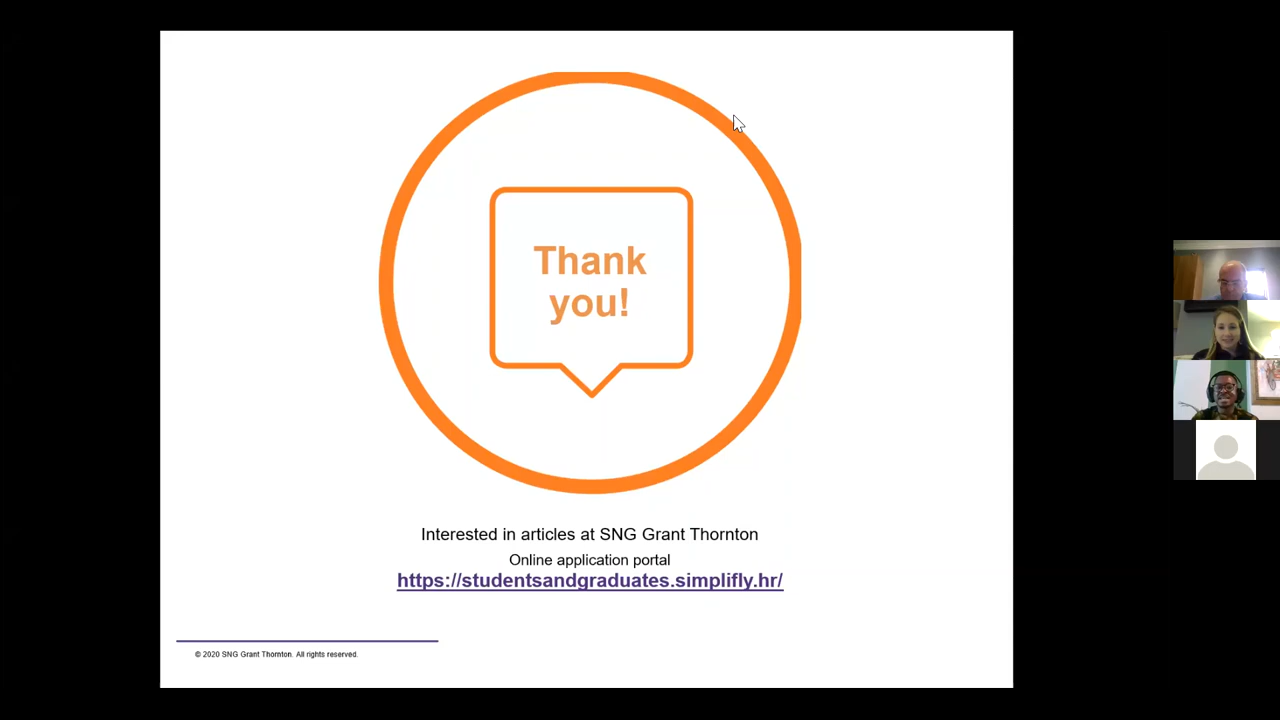 Thank
you!
Interested in articles at SNG Grant Thornton
Online application portal
https://studentsandgraduates.simplifly.hr/
© 2020 SNG Grant Thornton. All rights reserved.